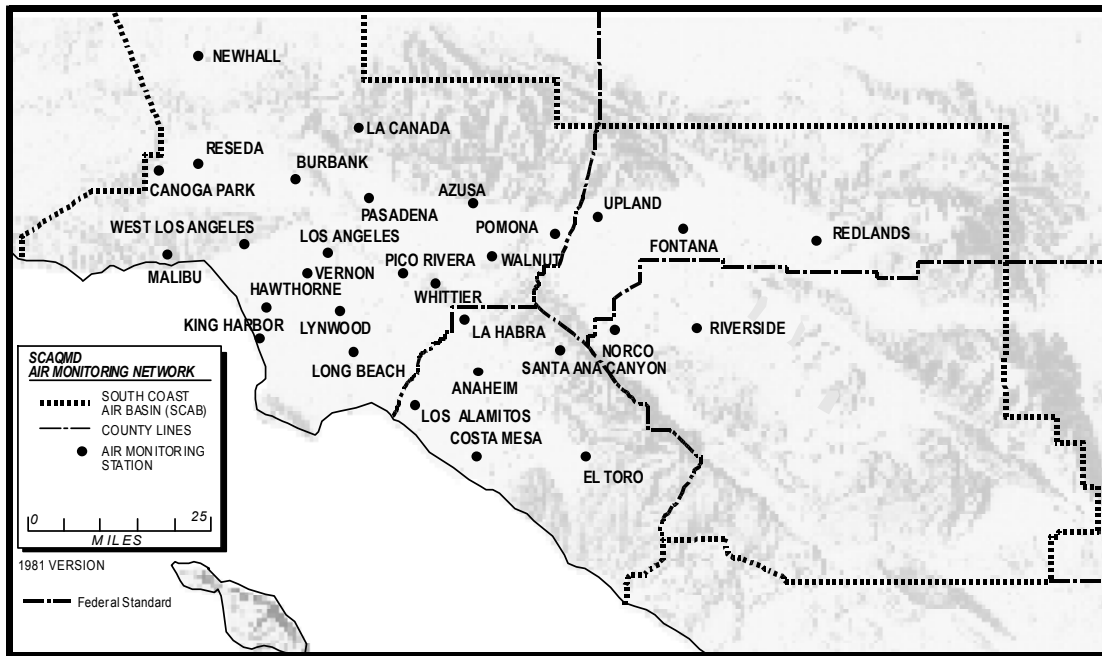 NEWHALL
LA CANADA
RESEDA
BURBANK
CANOGA PARK
AZUSA
PASADENA
UPLAND
WEST LOS ANGELES
POMONA
LOS ANGELES
FONTANA
REDLANDS
MALIBU
PICO RIVERA
WALNUT
VERNON
HAWTHORNE
WHITTIER
KING HARBOR
LYNWOOD
LA HABRA
RIVERSIDE
NORCO
LONG BEACH
SANTA ANA CANYON
ANAHEIM
LOS ALAMITOS
COSTA MESA
EL TORO
SCAQMD
AIR MONITORING NETWORK
SOUTH COAST
AIR BASIN (SCAB)
COUNTY LINES
AIR MONITORING
STATION
0 25
MILES
1981 VERSION
Federal Standard